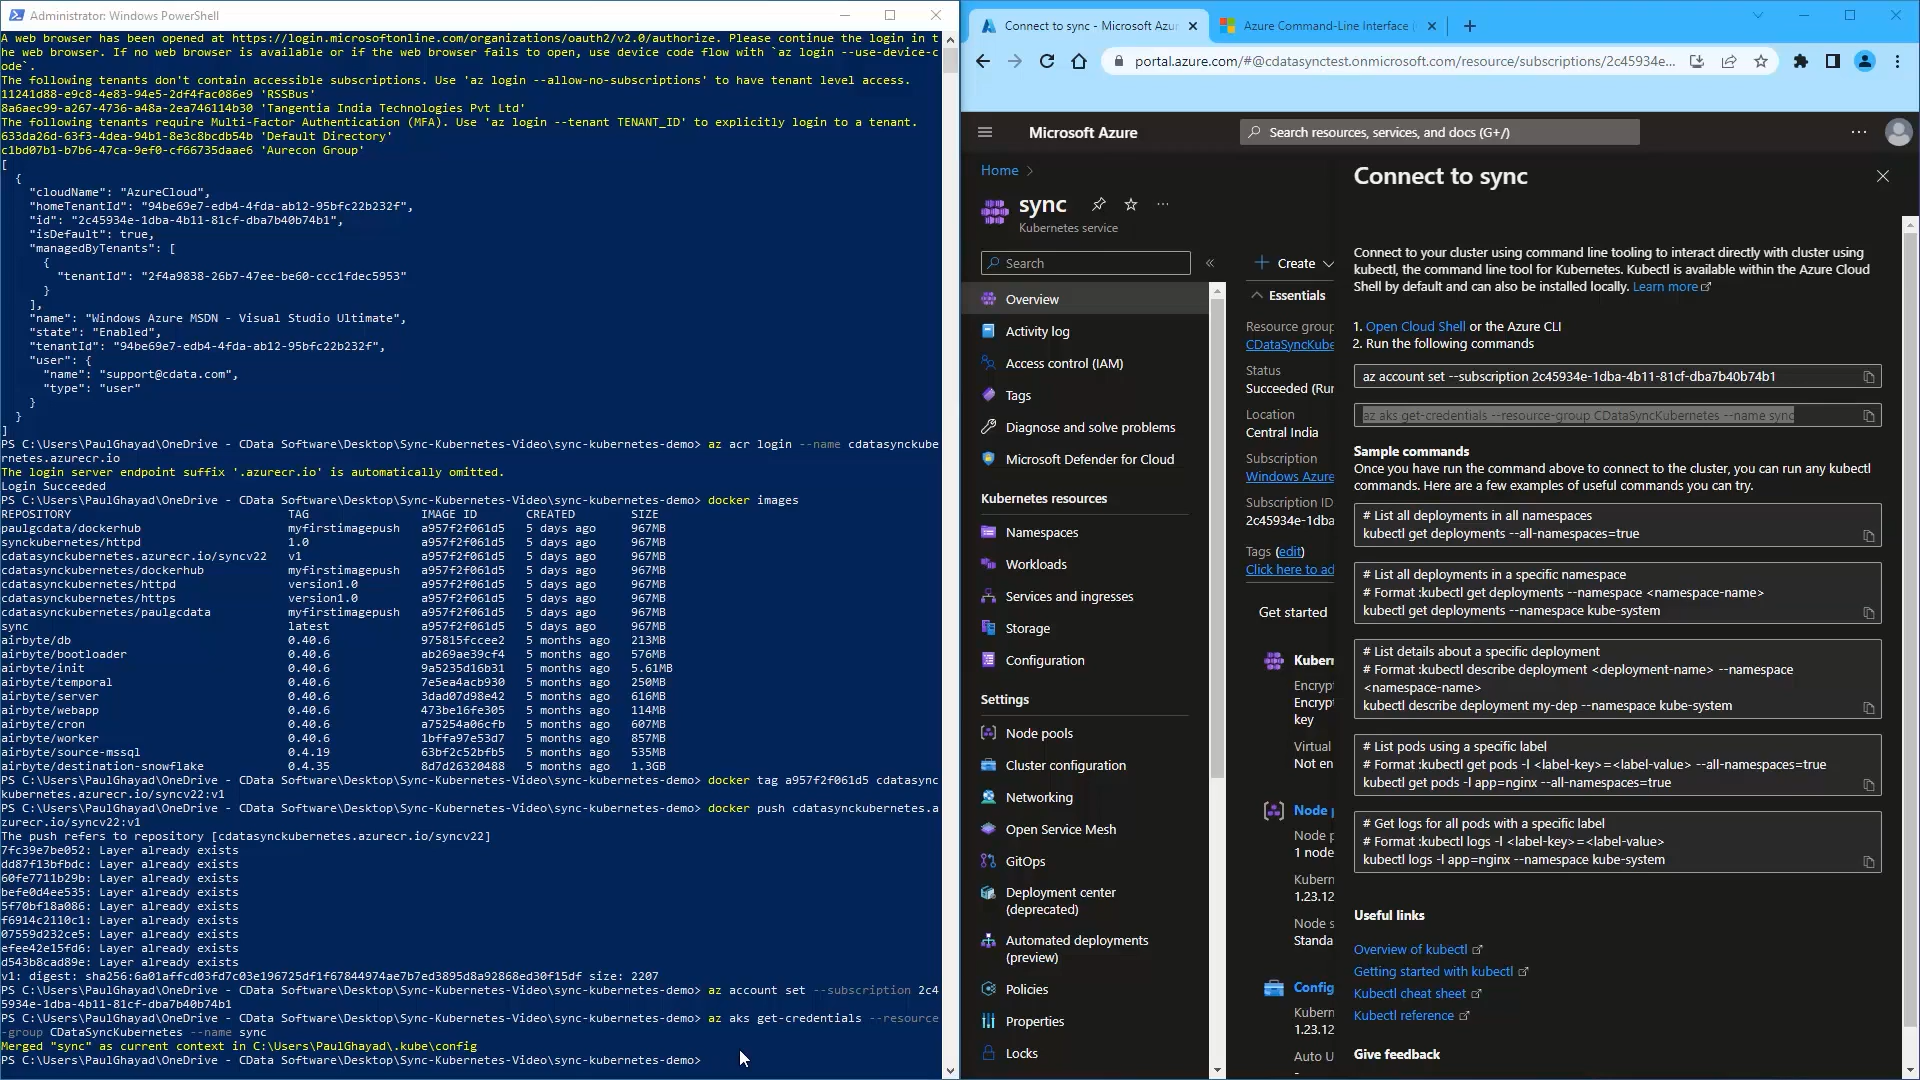 Administrator: Windows PowerShell
A web browser has been opened at https://login.microsoftonline.com/organizations/oauth2/v2.0/authorize. Please continue the login in t
he web browser. If no web browser is available or if the web browser fails to open, use device code flow with `az login --use-device-c
ode`.
The following tenants don't contain accessible subscriptions. Use 'az login --allow-no-subscriptions' to have tenant level access.
11241d88-e9c8-4e83-94e5-2df4fac086e9 'RSSBus'
8a6aec99-a267-4736-a48a-2ea746114b30 'Tangentia India Technologies Pvt Ltd'
The following tenants require Multi-Factor Authentication (MFA). Use 'az login --tenant TENANT_ID' to explicitly login to a tenant.
633da26d-63f3-4dea-94b1-8e3c8bcdb54b 'Default Directory'
c1bd07b1-b7b6-47ca-9ef0-cf66735daae6 'Aurecon Group'
[
{
"cloudName": "AzureCloud",
"homeTenantId": "94be69e7-edb4-4fda-ab12-95bfc22b232f",
"id": "2c45934e-1dba-4b11-81cf-dba7b40b74b1",
"isDefault": true,
"managedByTenants": [
{
"tenantId": "2f4a9838-26b7-47ee-be60-ccc1fdec5953"
}
],
"name": "Windows Azure MSDN - Visual Studio Ultimate",
"state": "Enabled",
"tenantId": "94be69e7-edb4-4fda-ab12-95bfc22b232f",
"user": {
"name": "support@cdata.com",
"type": "user"
}
}
]
PS C:\Users\PaulGhayad\OneDrive - CData Software\Desktop\Sync-Kubernetes-Video\sync-kubernetes-demo> az acr login --name cdatasynckube
rnetes.azurecr.io
The login server endpoint suffix '.azurecr.io' is automatically omitted.
Login Succeeded
PS C:\Users\PaulGhayad\OneDrive - CData Software\Desktop\Sync-Kubernetes-Video\sync-kubernetes-demo> docker images
REPOSITORY TAG IMAGE ID CREATED SIZE
paulgcdata/dockerhub myfirstimagepush a957f2f061d5 5 days ago 967MB
synckubernetes/httpd 1.0 a957f2f061d5 5 days ago 967MB
cdatasynckubernetes.azurecr.io/syncv22 v1 a957f2f061d5 5 days ago 967MB
cdatasynckubernetes/dockerhub myfirstimagepush a957f2f061d5 5 days ago 967MB
cdatasynckubernetes/httpd version1.0 a957f2f061d5 5 days ago 967MB
cdatasynckubernetes/https version1.0 a957f2f061d5 5 days ago 967MB
cdatasynckubernetes/paulgcdata myfirstimagepush a957f2f061d5 5 days ago 967MB
sync latest a957f2f061d5 5 days ago 967MB
airbyte/db 0.40.6 975815fccee2 5 months ago 213MB
airbyte/bootloader 0.40.6 ab269ae39cf4 5 months ago 576MB
airbyte/init 0.40.6 9a5235d16b31 5 months ago 5.61MB
airbyte/temporal 0.40.6 7e5ea4acb930 5 months ago 250MB
airbyte/server 0.40.6 3dad07d98e42 5 months ago 616MB
airbyte/webapp 0.40.6 473be16fe305 5 months ago 114MB
airbyte/cron 0.40.6 a75254a06cfb 5 months ago 607MB
airbyte/worker 0.40.6 1bffa97e53d7 5 months ago 857MB
airbyte/source-mssql 0.4.19 63bf2c52bfb5 5 months ago 535MB
airbyte/destination-snowflake 0.4.35 8d7d26320488 5 months ago 1.3GB
PS C:\Users\PaulGhayad\OneDrive - CData Software\Desktop\Sync-Kubernetes-Video\sync-kubernetes-demo> docker tag a957f2f061d5 cdatasync
kubernetes.azurecr.io/syncv22:v1
PS C:\Users\PaulGhayad\OneDrive - CData Software\Desktop\Sync-Kubernetes-Video\sync-kubernetes-demo> docker push cdatasynckubernetes.a
zurecr.io/syncv22:v1
The push refers to repository [cdatasynckubernetes.azurecr.io/syncv22]
7fc39e7be052: Layer already exists
dd87f13bfbdc: Layer already exists
60fe7711b29b: Layer already exists
befe0d4ee535: Layer already exists
5f70bf18a086: Layer already exists
f6914c2110c1: Layer already exists
07559d232ce5: Layer already exists
efee42e15fd6: Layer already exists
d543b8cad89e: Layer already exists
v1: digest: sha256:6a01affcd03fd7c03e196725df1f67844974ae7b7ed3895d8a92868ed30f15df size: 2207
PS C:\Users\PaulGhayad\OneDrive - CData Software\Desktop\Sync-Kubernetes-Video\sync-kubernetes-demo> az account set --subscription 2c4
5934e-1dba-4b11-81cf-dba7b40b74b1
PS C:\Users\PaulGhayad\OneDrive - CData Software\Desktop\Sync-Kubernetes-Video\sync-kubernetes-demo> az aks get-credentials --resource
-group CDataSyncKubernetes --name sync
Merged "sync" as current context in C:\Users\PaulGhayad\.kube\config
PS C:\Users\PaulGhayad\OneDrive - CData Software\Desktop\Sync-Kubernetes-Video\sync-kubernetes-demo>
Connect to sync - Microsoft Azur
Azure Command-Line Interface
portal.azure.com/#@cdatasynctest.onmicrosoft.com/resource/subscriptions/2c45934e...
Microsoft Azure
Search resources, services, and docs (G+/)
Home
sync
Kubernetes service
Search
Overview
Activity log
Access control (IAM)
Tags
Diagnose and solve problems
Microsoft Defender for Cloud
Kubernetes resources
Namespaces
Workloads
Services and ingresses
Storage
Configuration
Settings
Node pools
Cluster configuration
Networking
Open Service Mesh
GitOps
Deployment center
(deprecated)
Automated deployments
(preview)
Policies
Properties
Locks
Create
Essentials
Resource group
CDataSyncKube
Status
Succeeded (Run
Location
Central India
Subscription
Windows Azure
Subscription ID
2c45934e-1dba
Tags (edit)
Click here to ad
Get started
Kubern
Encrypt
Encrypt
key
Virtual
Not en
Node p
Node p
1 node
Kubern
1.23.12
Node s
Standa
Config
Kubern
1.23.12
Auto U
-
Connect to sync
Connect to your cluster using command line tooling to interact directly with cluster using
kubectl, the command line tool for Kubernetes. Kubectl is available within the Azure Cloud
Shell by default and can also be installed locally. Learn more
1. Open Cloud Shell or the Azure CLI
2. Run the following commands
az account set --subscription 2c45934e-1dba-4b11-81cf-dba7b40b74b1
az aks get-credentials --resource-group CDataSyncKubernetes --name sync
Sample commands
Once you have run the command above to connect to the cluster, you can run any kubectl
commands. Here are a few examples of useful commands you can try.
# List all deployments in all namespaces
kubectl get deployments --all-namespaces=true
# List all deployments in a specific namespace
# Format :kubectl get deployments --namespace <namespace-name>
kubectl get deployments --namespace kube-system
# List details about a specific deployment
# Format :kubectl describe deployment <deployment-name> --namespace
<namespace-name>
kubectl describe deployment my-dep --namespace kube-system
# List pods using a specific label
# Format :kubectl get pods -l <label-key>=<label-value> --all-namespaces=true
kubectl get pods -l app=nginx --all-namespaces=true
# Get logs for all pods with a specific label
# Format :kubectl logs -l <label-key>=<label-value>
kubectl logs -l app=nginx --namespace kube-system
Useful links
Overview of kubectl
Getting started with kubectl
Kubectl cheat sheet
Kubectl reference
Give feedback